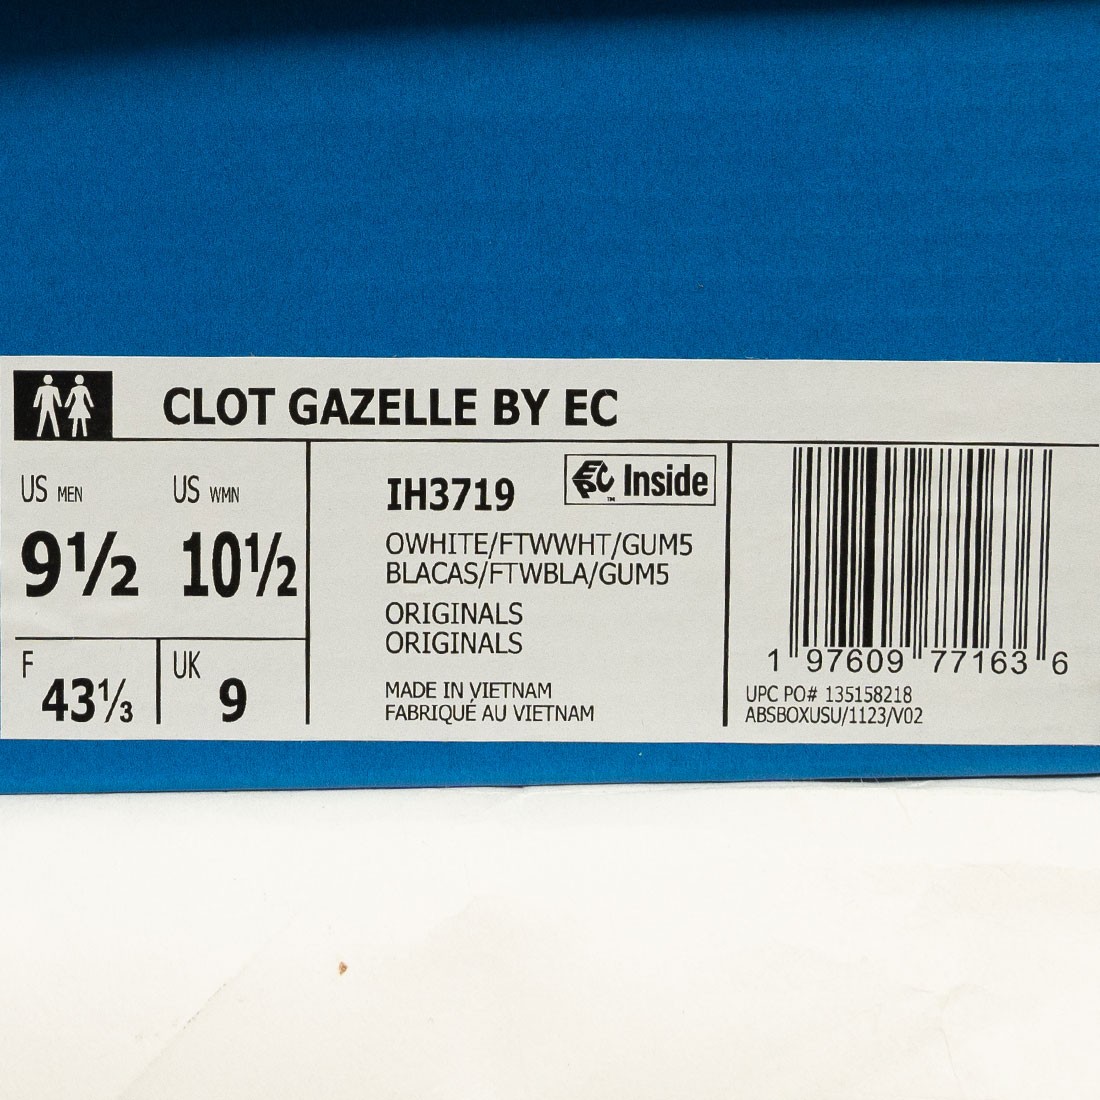 CLOT GAZELLE BY EC
US MEN US WMN
9½ 10½
F 43⅓ UK 9
IH3719 EPC™ Inside
OWHITE/FTWWHT/GUM5
BLACAS/FTWBLA/GUM5
ORIGINALS
ORIGINALS
MADE IN VIETNAM
FABRIQUÉ AU VIETNAM
1 97609 77163 6
UPC PO# 135158218
ABSBOXUSU/1123/V02